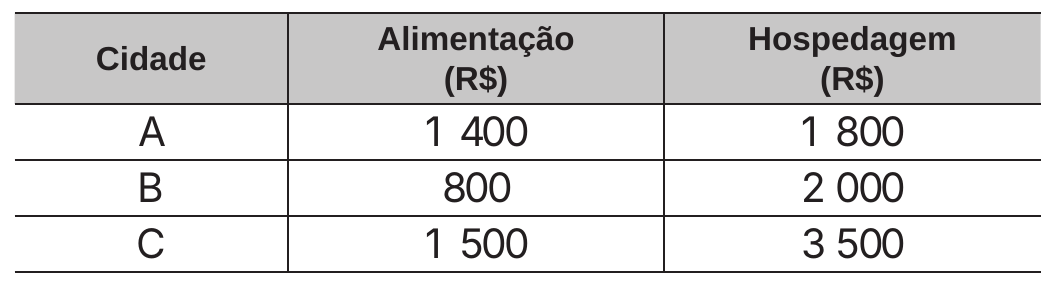 Cidade Alimentação (R$) Hospedagem (R$)
A 1 400 1 800
B 800 2 000
C 1 500 3 500